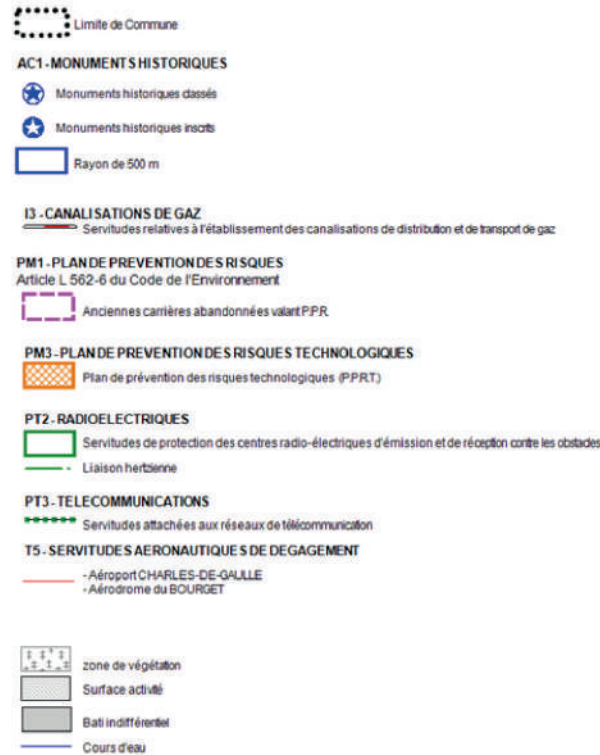 Limite de Commune
AC1 - MONUMENTS HISTORIQUES
Monuments historiques classés
Monuments historiques inscrits
Rayon de 500 m
I3 - CANALISATIONS DE GAZ
Servitudes relatives à l'établissement des canalisations de distribution et de transport de gaz
PM1 - PLAN DE PREVENTION DES RISQUES
Article L 562-6 du Code de l'Environnement
Anciennes carrières abandonnées valant P.P.R.
PM3 - PLAN DE PREVENTION DES RISQUES TECHNOLOGIQUES
Plan de prévention des risques technologiques (P.P.R.T.)
PT2 - RADIOELECTRIQUES
Servitudes de protection des centres radio-électriques d'émission et de réception contre les obstacles
Liaison hertzienne
PT3 - TELECOMMUNICATIONS
Servitudes attachées aux réseaux de télécommunication
T5 - SERVITUDES AERONAUTIQUES DE DEGAGEMENT
- Aéroport CHARLES-DE-GAULLE
- Aérodrome du BOURGET
zone de végétation
Surface activité
Bati indifférentiel
Cours d'eau